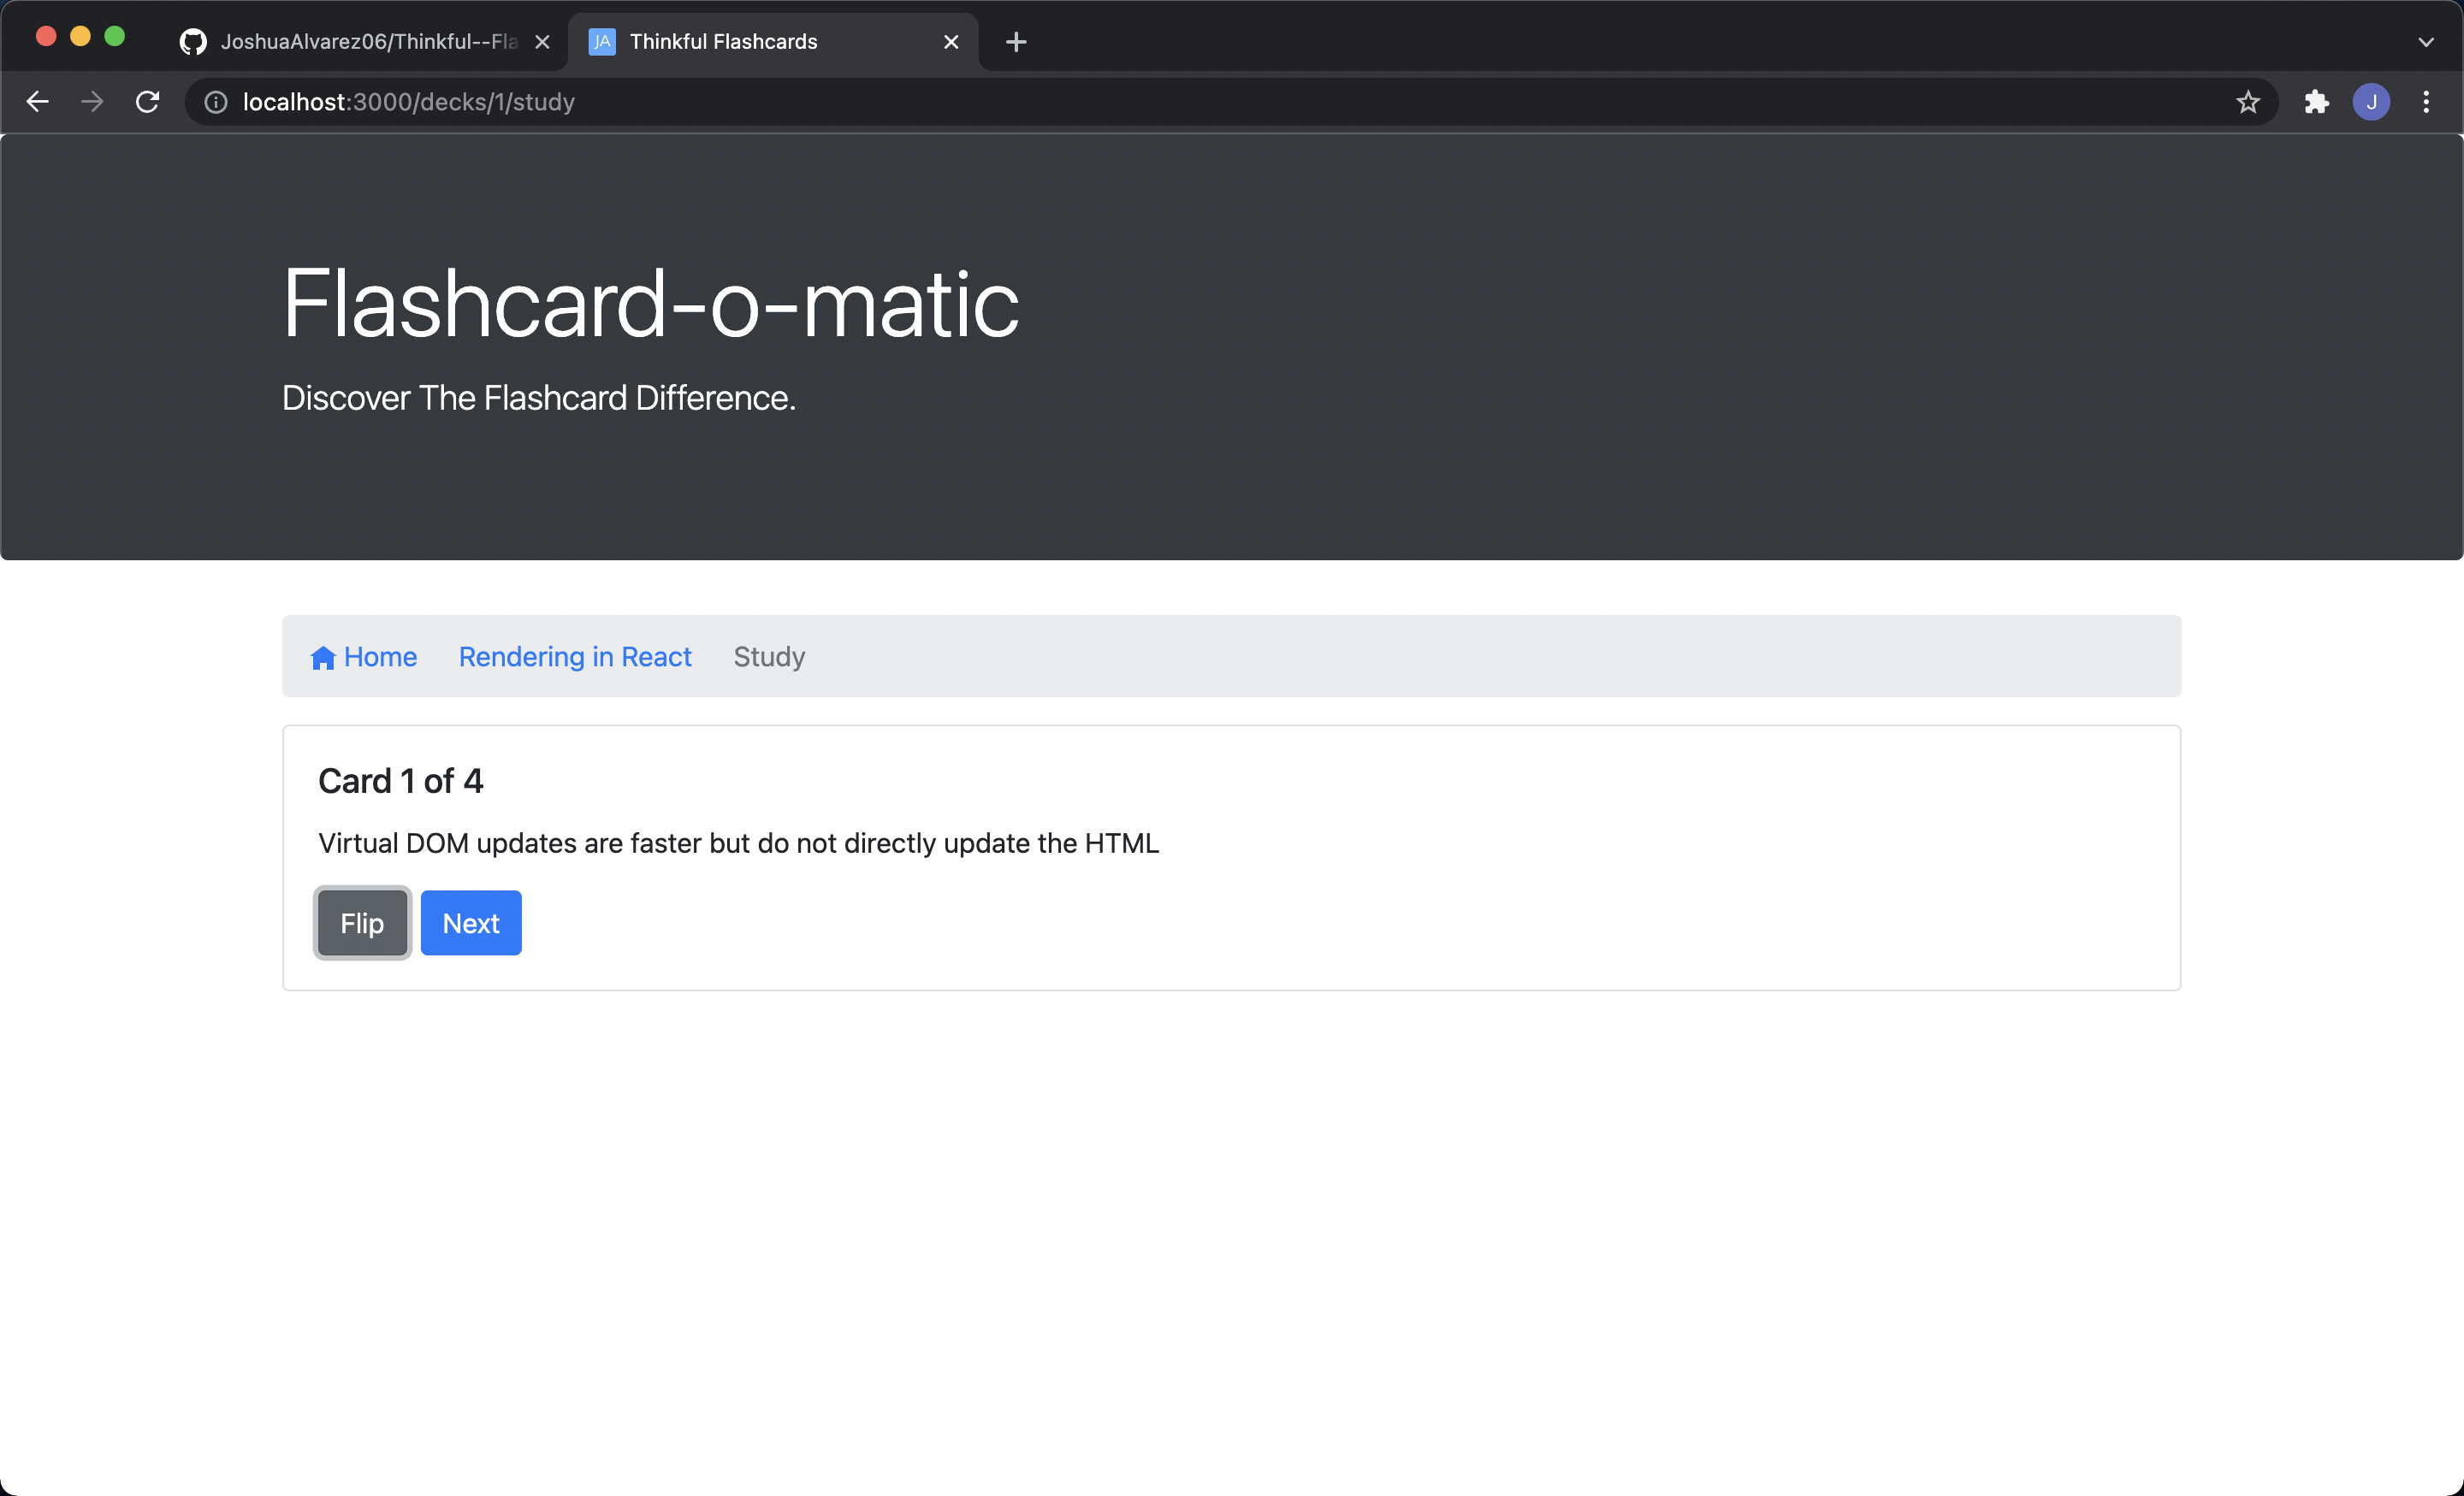 JoshuaAlvarez06/Thinkful--Fla
JA Thinkful Flashcards
localhost:3000/decks/1/study
J
Flashcard-o-matic
Discover The Flashcard Difference.
Home Rendering in React Study
Card 1 of 4
Virtual DOM updates are faster but do not directly update the HTML
Flip Next